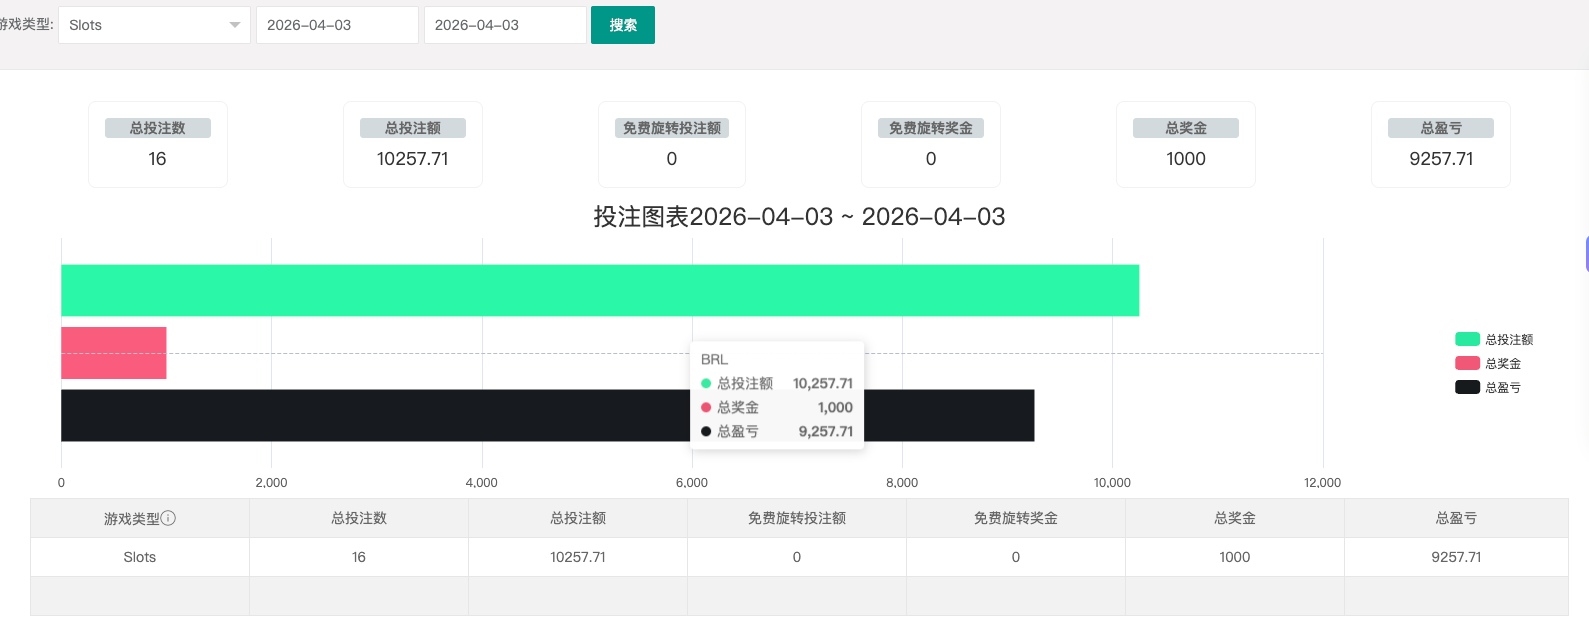 游戏类型: Slots 2026-04-03 2026-04-03 搜索
总投注数 总投注额 免费旋转投注额 免费旋转奖金 总奖金 总盈亏
16 10257.71 0 0 1000 9257.71
投注图表2026-04-03 ~ 2026-04-03
总投注额
总奖金
总盈亏
BRL
总投注额 10,257.71
总奖金 1,000
总盈亏 9,257.71
0 2,000 4,000 6,000 8,000 10,000 12,000
游戏类型 总投注数 总投注额 免费旋转投注额 免费旋转奖金 总奖金 总盈亏
Slots 16 10257.71 0 0 1000 9257.71